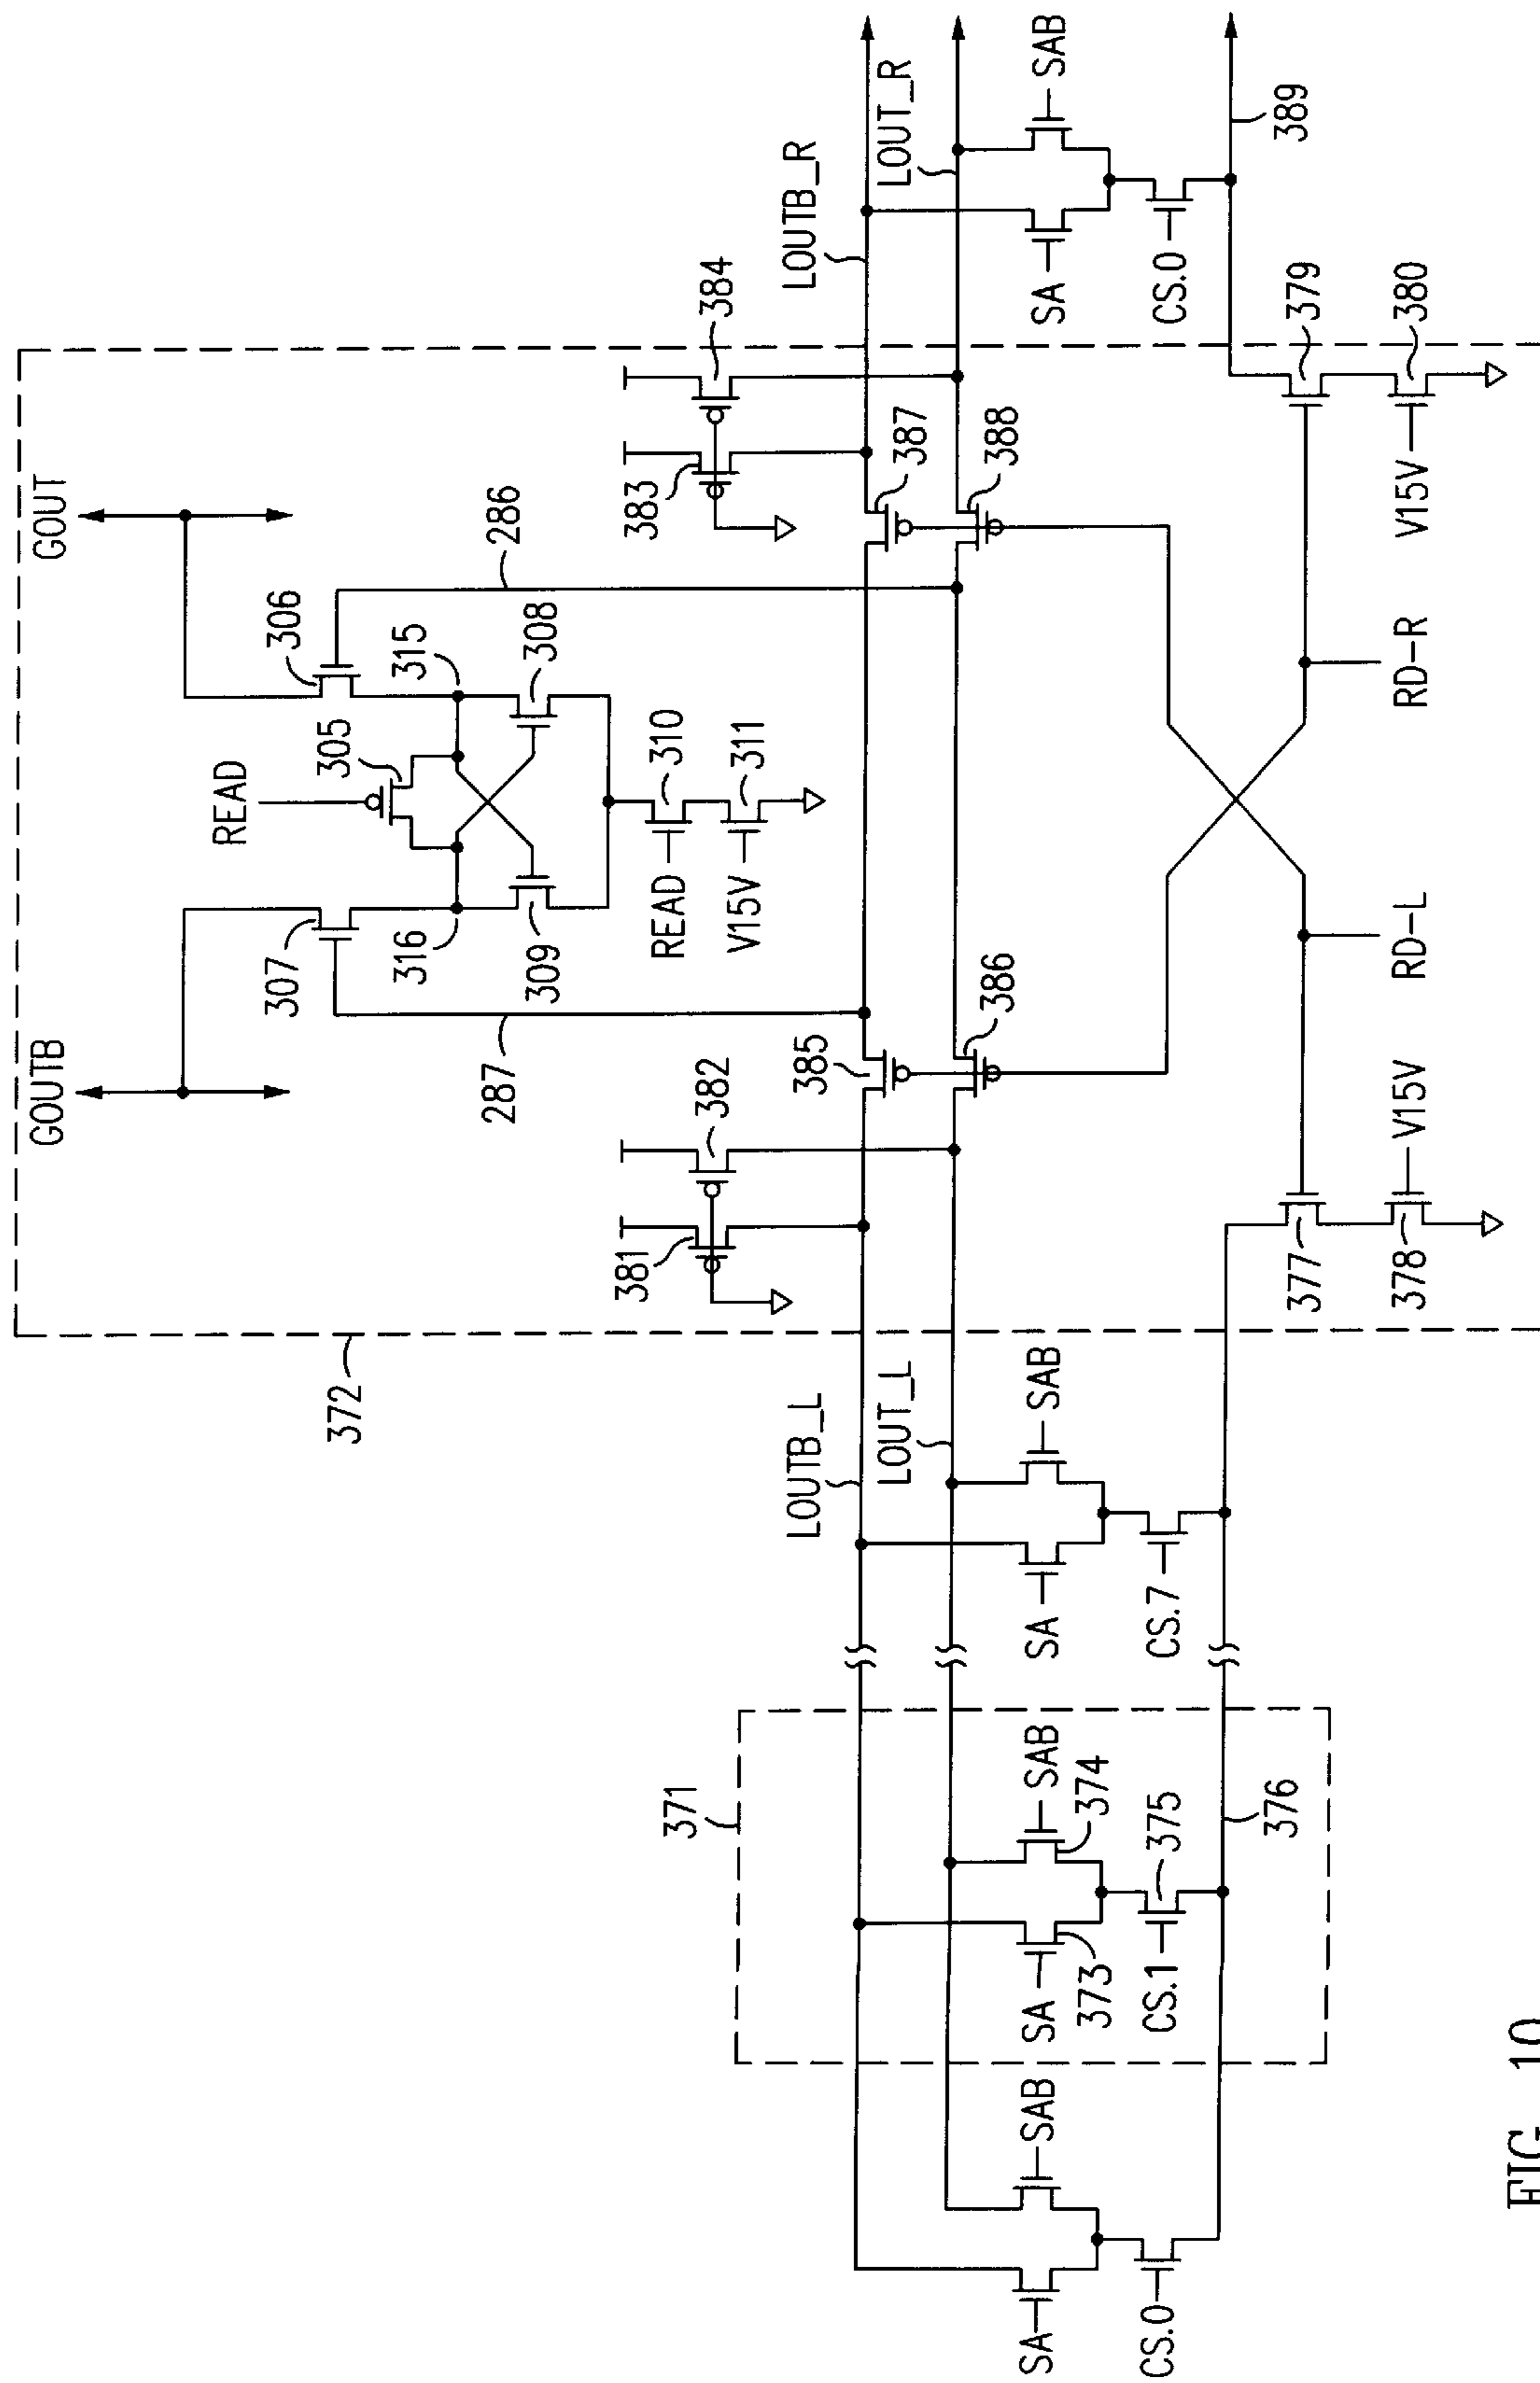 FIG. 10
372
GOUTB
GOUT
READ
305
306
307
315
316
308
309
READ
310
V15V
311
287
286
381
382
383
384
385
386
387
388
LOUTB_L
LOUT_L
LOUTB_R
LOUT_R
371
SA
SAB
CS.0
SA
SAB
373
374
CS.1
375
376
SA
SAB
CS.7
SA
SAB
CS.0
389
377
378
V15V
RD-L
RD-R
379
V15V
380